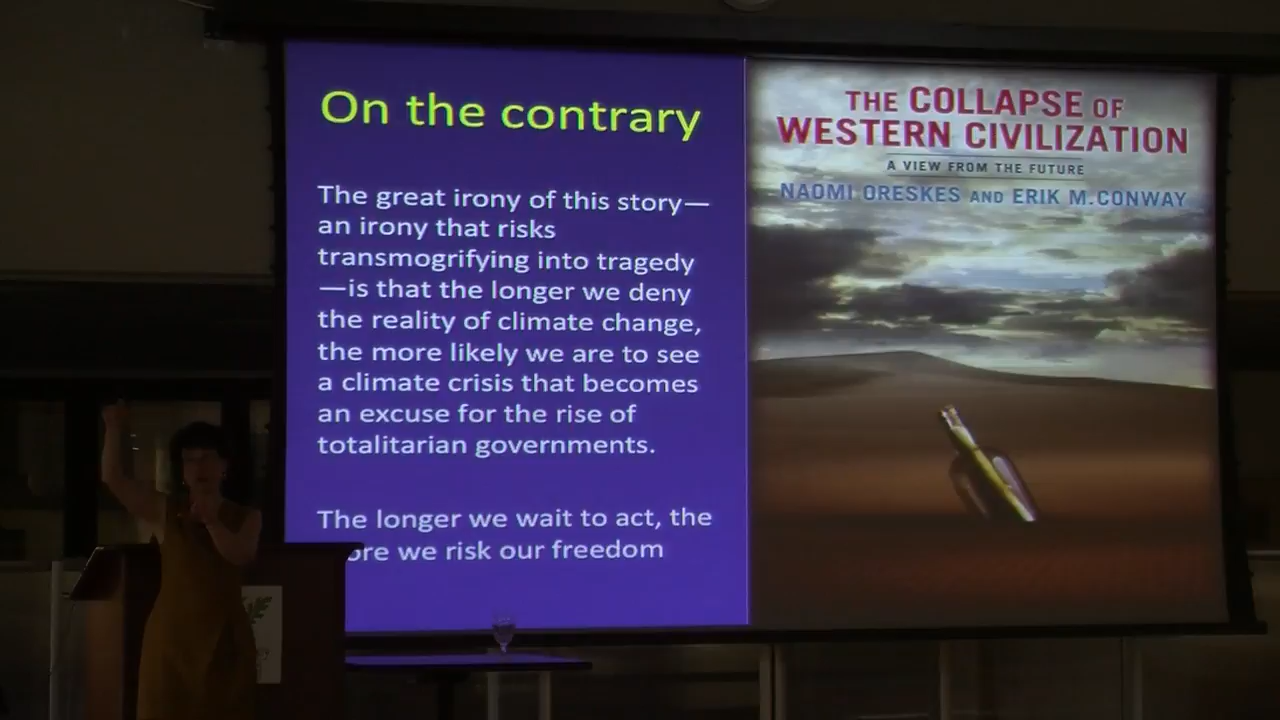 On the contrary
The great irony of this story—
an irony that risks
transmogrifying into tragedy
—is that the longer we deny
the reality of climate change,
the more likely we are to see
a climate crisis that becomes
an excuse for the rise of
totalitarian governments.
The longer we wait to act, the
ore we risk our freedom
THE COLLAPSE OF
WESTERN CIVILIZATION
A VIEW FROM THE FUTURE
NAOMI ORESKES AND ERIK M. CONWAY